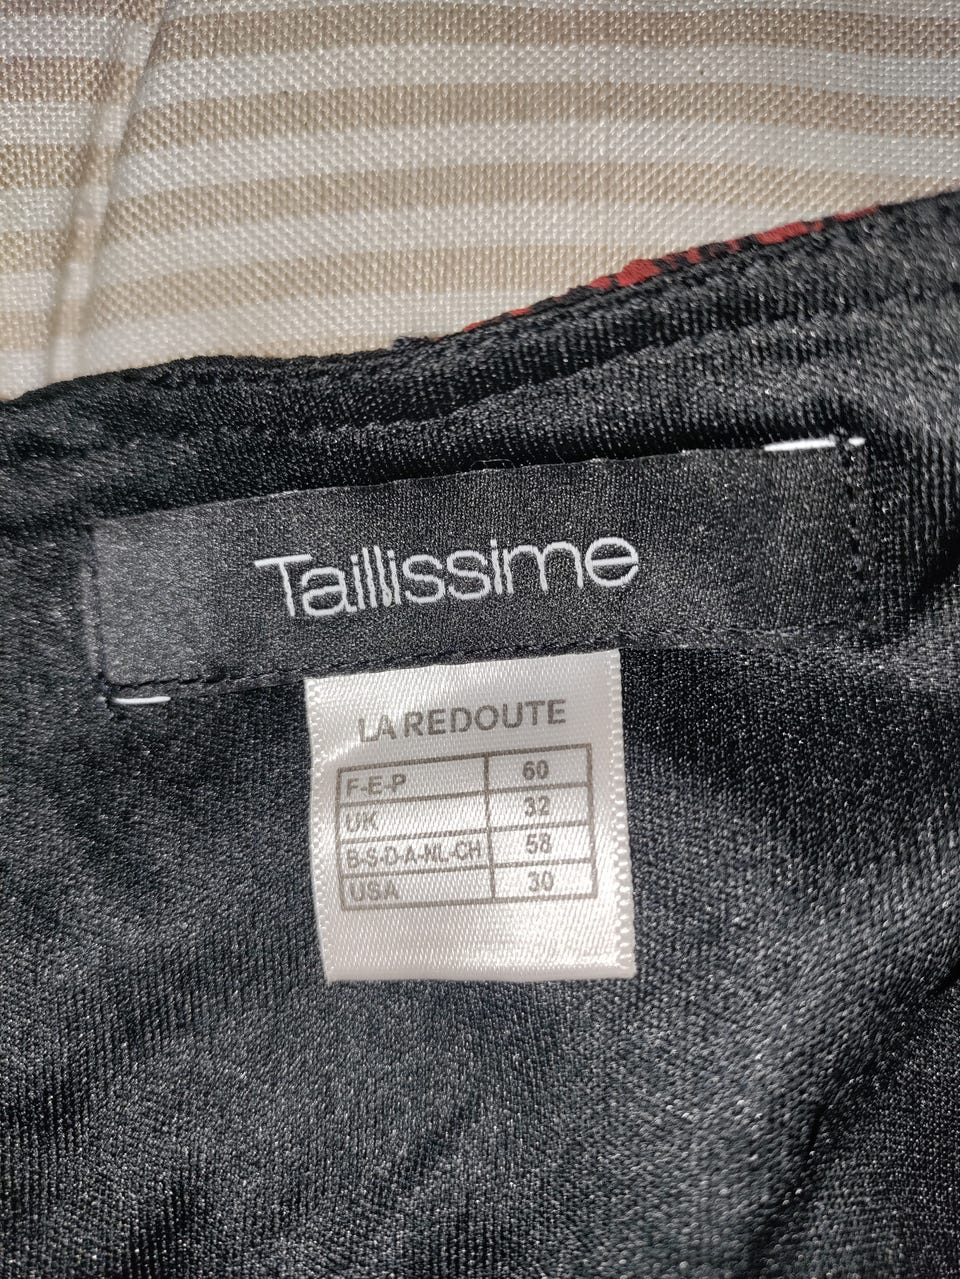 Taillissime
LA REDOUTE
F-E-P 60
UK 32
B-S-D-A-NL-CH 58
USA 30